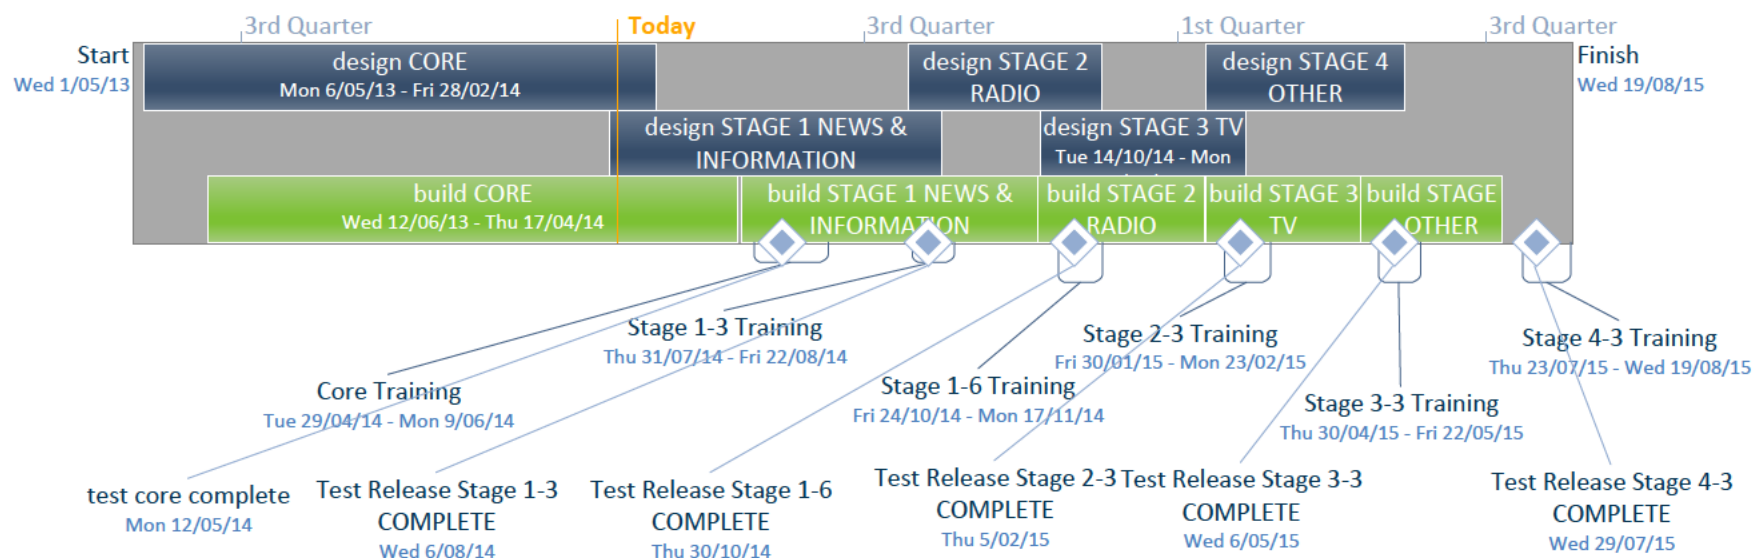 3rd Quarter
Today
3rd Quarter
1st Quarter
3rd Quarter
Start
Wed 1/05/13
design CORE
Mon 6/05/13 - Fri 28/02/14
design STAGE 2
RADIO
design STAGE 4
OTHER
Finish
Wed 19/08/15
design STAGE 1 NEWS &
INFORMATION
design STAGE 3 TV
Tue 14/10/14 - Mon
build CORE
Wed 12/06/13 - Thu 17/04/14
build STAGE 1 NEWS &
INFORMATION
build STAGE 2
RADIO
build STAGE 3
TV
build STAGE
OTHER
Stage 1-3 Training
Thu 31/07/14 - Fri 22/08/14
Stage 2-3 Training
Fri 30/01/15 - Mon 23/02/15
Stage 4-3 Training
Thu 23/07/15 - Wed 19/08/15
Core Training
Tue 29/04/14 - Mon 9/06/14
Stage 1-6 Training
Fri 24/10/14 - Mon 17/11/14
Stage 3-3 Training
Thu 30/04/15 - Fri 22/05/15
test core complete
Mon 12/05/14
Test Release Stage 1-3
COMPLETE
Wed 6/08/14
Test Release Stage 1-6
COMPLETE
Thu 30/10/14
Test Release Stage 2-3
COMPLETE
Thu 5/02/15
Test Release Stage 3-3
COMPLETE
Wed 6/05/15
Test Release Stage 4-3
COMPLETE
Wed 29/07/15